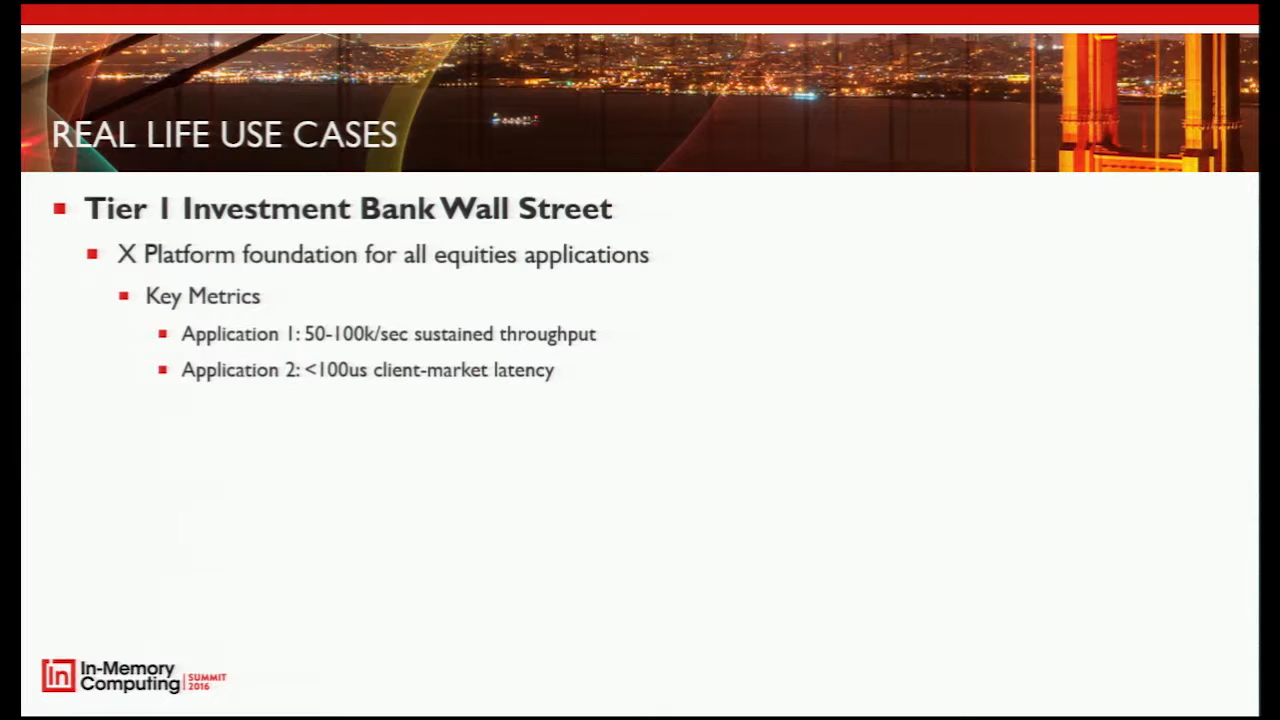 REAL LIFE USE CASES
Tier 1 Investment Bank Wall Street
X Platform foundation for all equities applications
Key Metrics
Application 1: 50-100k/sec sustained throughput
Application 2: <100us client-market latency
In In-Memory
Computing
SUMMIT
2016